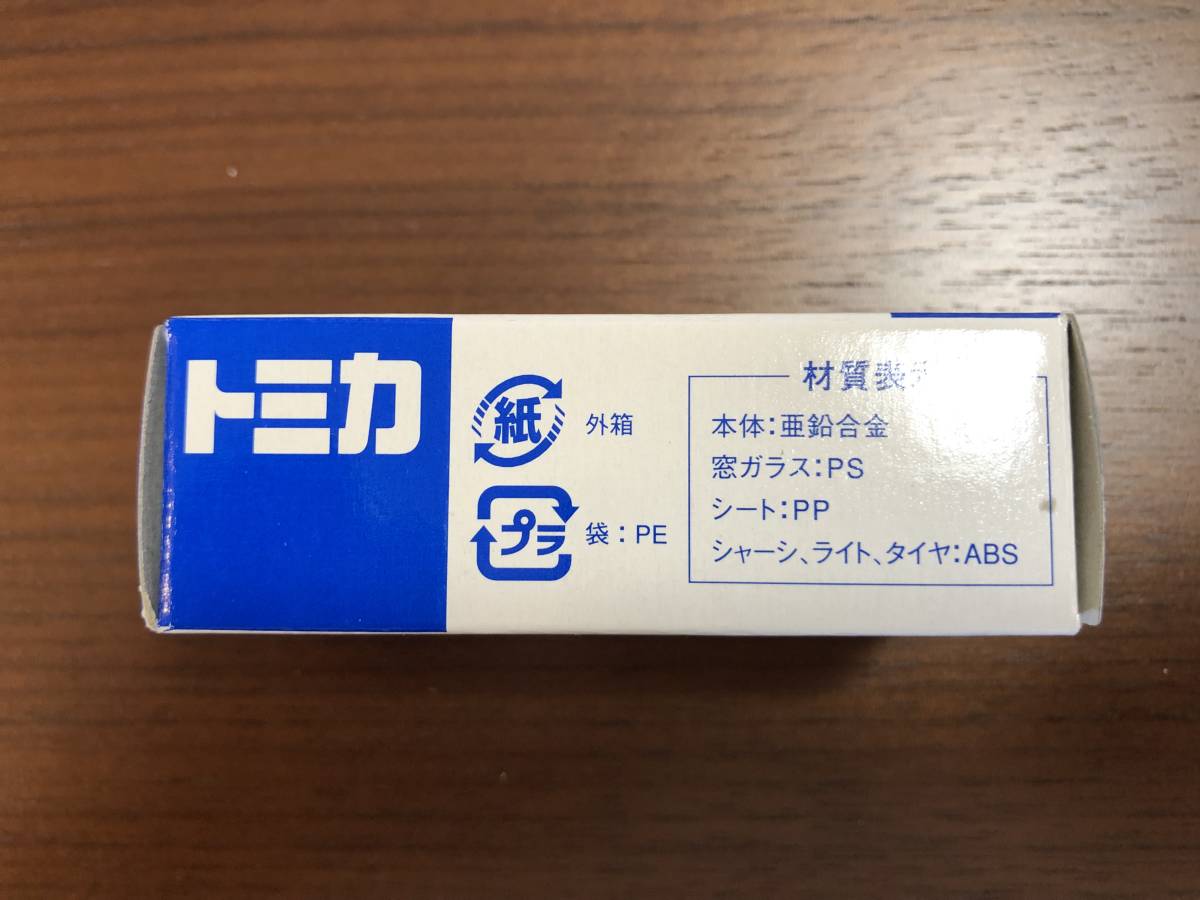 トミカ
紙 外箱
プラ 袋：PE
材質表示
本体：亜鉛合金
窓ガラス：PS
シート：PP
シャーシ、ライト、タイヤ：ABS